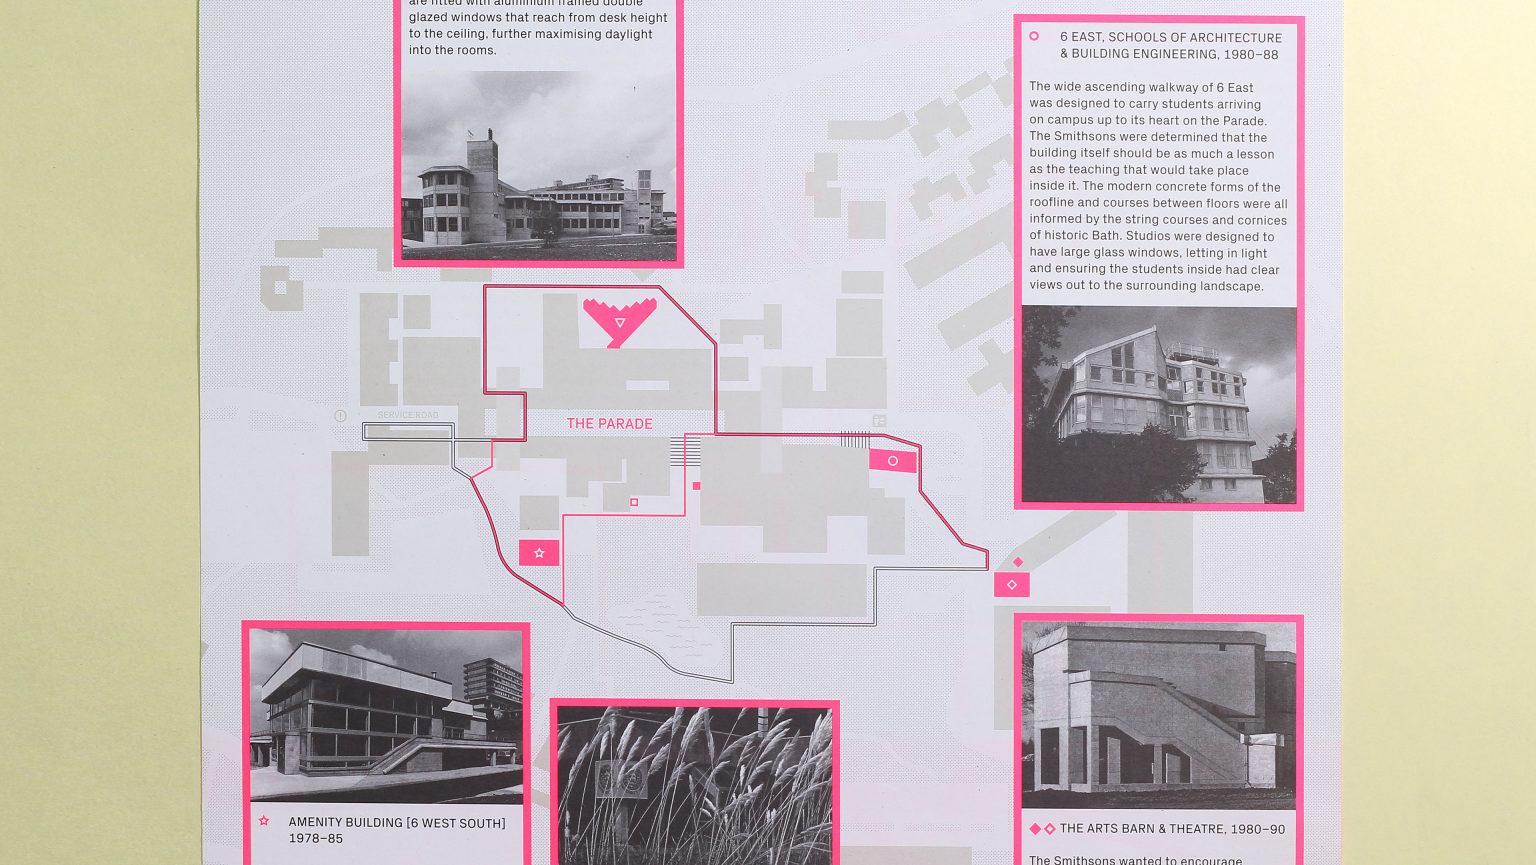 are fitted with aluminium framed double
glazed windows that reach from desk height
to the ceiling, further maximising daylight
into the rooms.
6 EAST, SCHOOLS OF ARCHITECTURE
& BUILDING ENGINEERING, 1980–88
The wide ascending walkway of 6 East
was designed to carry students arriving
on campus up to its heart on the Parade.
The Smithsons were determined that the
building itself should be as much a lesson
as the teaching that would take place
inside it. The modern concrete forms of the
roofline and courses between floors were all
informed by the string courses and cornices
of historic Bath. Studios were designed to
have large glass windows, letting in light
and ensuring the students inside had clear
views out to the surrounding landscape.
SERVICE ROAD
THE PARADE
AMENITY BUILDING [6 WEST SOUTH]
1978–85
THE ARTS BARN & THEATRE, 1980–90
The Smithsons wanted to encourage